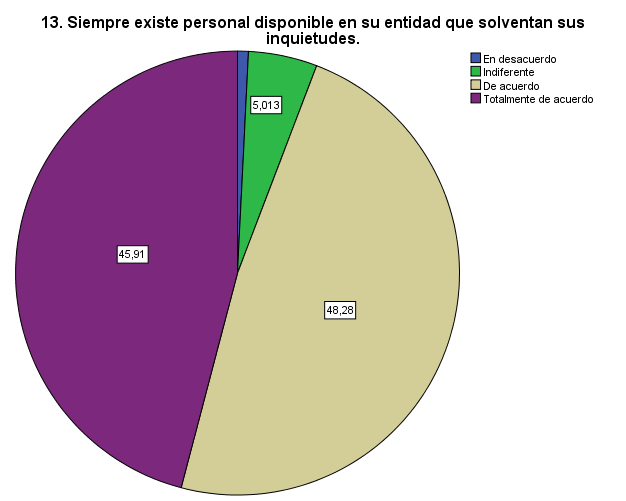 13. Siempre existe personal disponible en su entidad que solventan sus
inquietudes.
En desacuerdo
Indiferente
De acuerdo
Totalmente de acuerdo
5,013
45,91
48,28